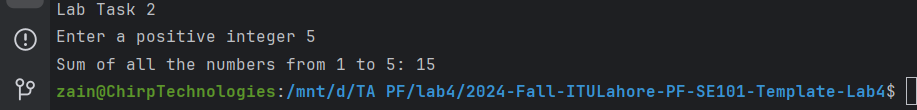 Lab Task 2
Enter a positive integer 5
Sum of all the numbers from 1 to 5: 15
zain@ChirpTechnologies:/mnt/d/TA PF/lab4/2024-Fall-ITULahore-PF-SE101-Template-Lab4$